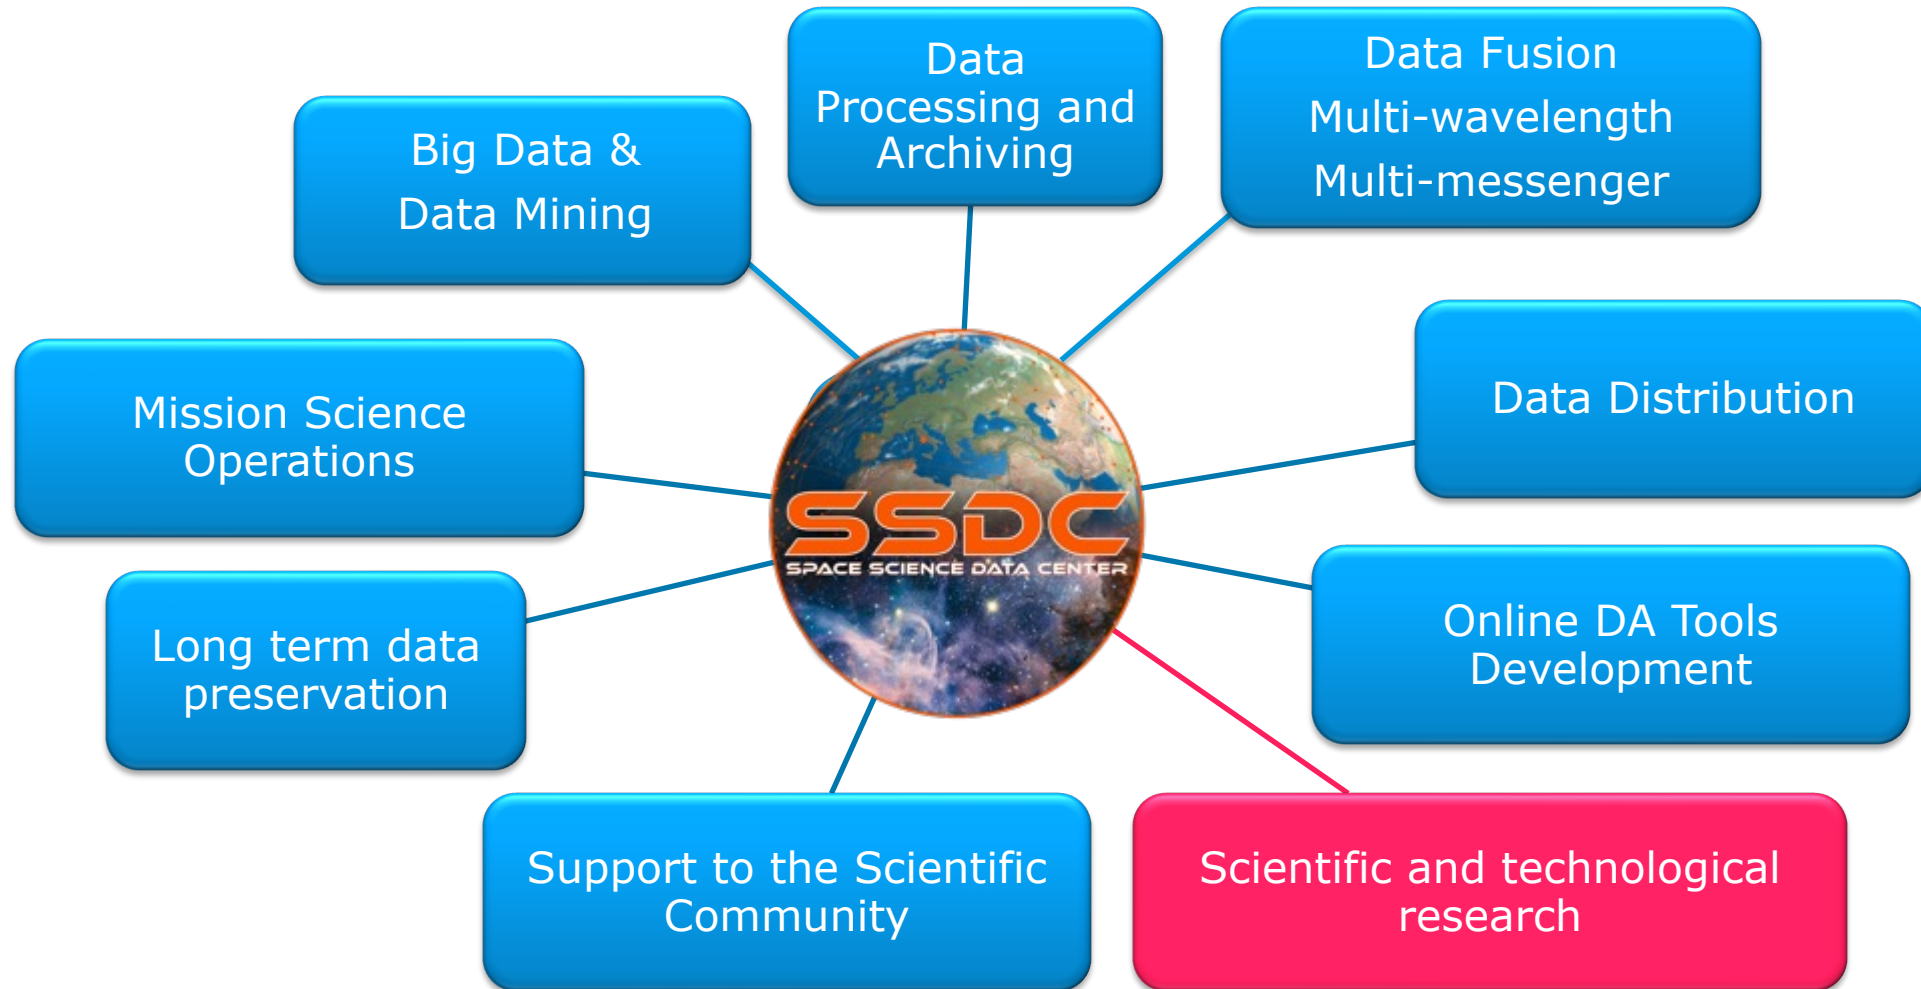 Data
Processing and
Archiving
Data Fusion
Multi-wavelength
Multi-messenger
Big Data &
Data Mining
Data Distribution
Mission Science
Operations
SSDC
SPACE SCIENCE DATA CENTER
Online DA Tools
Development
Long term data
preservation
Support to the Scientific
Community
Scientific and technological
research